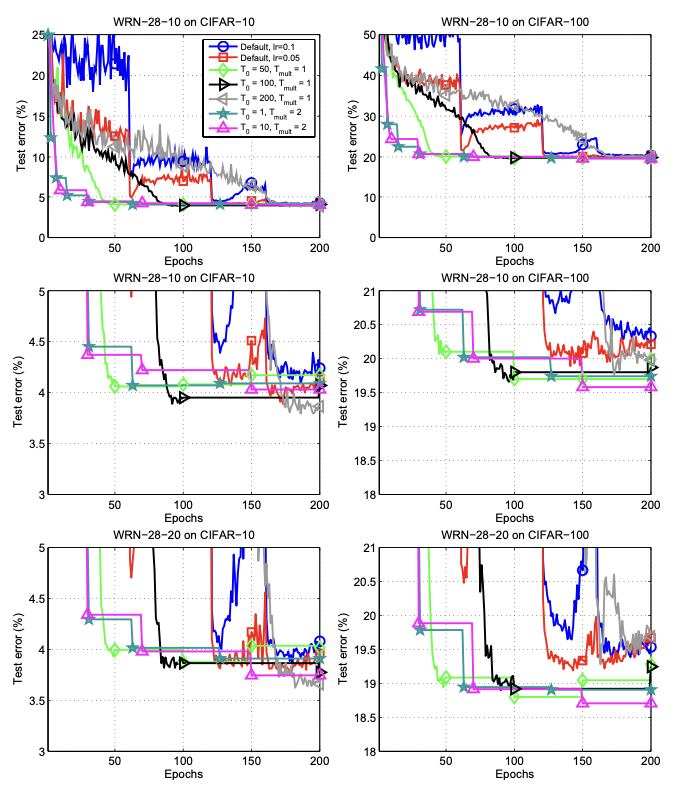 WRN-28-10 on CIFAR-10
25
20
15
10
5
0
50
100
150
200
Test error (%)
Epochs
Default, lr=0.1
Default, lr=0.05
T0 = 50, Tmult = 1
T0 = 100, Tmult = 1
T0 = 200, Tmult = 1
T0 = 1, Tmult = 2
T0 = 10, Tmult = 2
WRN-28-10 on CIFAR-100
50
40
30
20
10
0
50
100
150
200
Test error (%)
Epochs
WRN-28-10 on CIFAR-10
5
4.5
4
3.5
3
50
100
150
200
Test error (%)
Epochs
WRN-28-10 on CIFAR-100
21
20.5
20
19.5
19
18.5
18
50
100
150
200
Test error (%)
Epochs
WRN-28-20 on CIFAR-10
5
4.5
4
3.5
3
50
100
150
200
Test error (%)
Epochs
WRN-28-20 on CIFAR-100
21
20.5
20
19.5
19
18.5
18
50
100
150
200
Test error (%)
Epochs